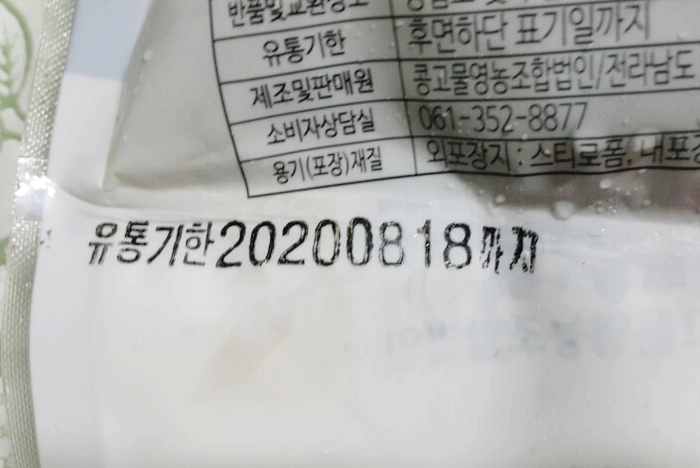 반품및교환장소
유통기한 후면하단 표기일까지
제조및판매원 콩고물영농조합법인/전라남도
소비자상담실 061-352-8877
용기(포장)재질 외포장지 : 스티로폼, 내포장
유통기한20200818까지